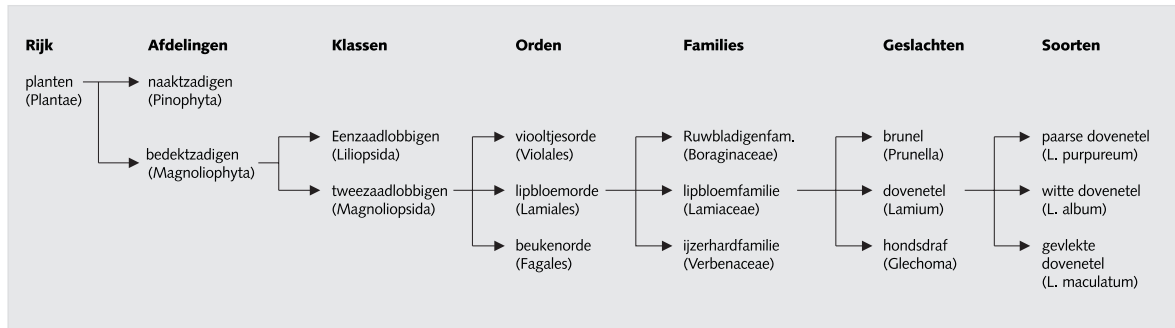 Rijk
Afdelingen
Klassen
Orden
Families
Geslachten
Soorten
planten
(Plantae)
naaktzadigen
(Pinophyta)
bedektzadigen
(Magnoliophyta)
Eenzaadlobbigen
(Liliopsida)
tweezaadlobbigen
(Magnoliopsida)
viooltjesorde
(Violales)
lipbloemorde
(Lamiales)
beukenorde
(Fagales)
Ruwbladigenfam.
(Boraginaceae)
lipbloemfamilie
(Lamiaceae)
ijzerhardfamilie
(Verbenaceae)
brunel
(Prunella)
dovenetel
(Lamium)
hondsdraf
(Glechoma)
paarse dovenetel
(L. purpureum)
witte dovenetel
(L. album)
gevlekte
dovenetel
(L. maculatum)